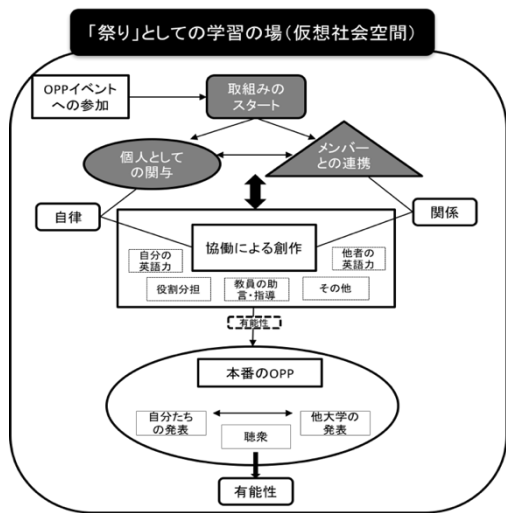 「祭り」としての学習の場(仮想社会空間)
OPPイベント
への参加
取組みの
スタート
個人として
の関与
メンバー
との連携
自律
関係
協働による創作
自分の
英語力
他者の
英語力
役割分担
教員の助
言・指導
その他
有能性
本番のOPP
自分たち
の発表
他大学の
発表
聴衆
有能性